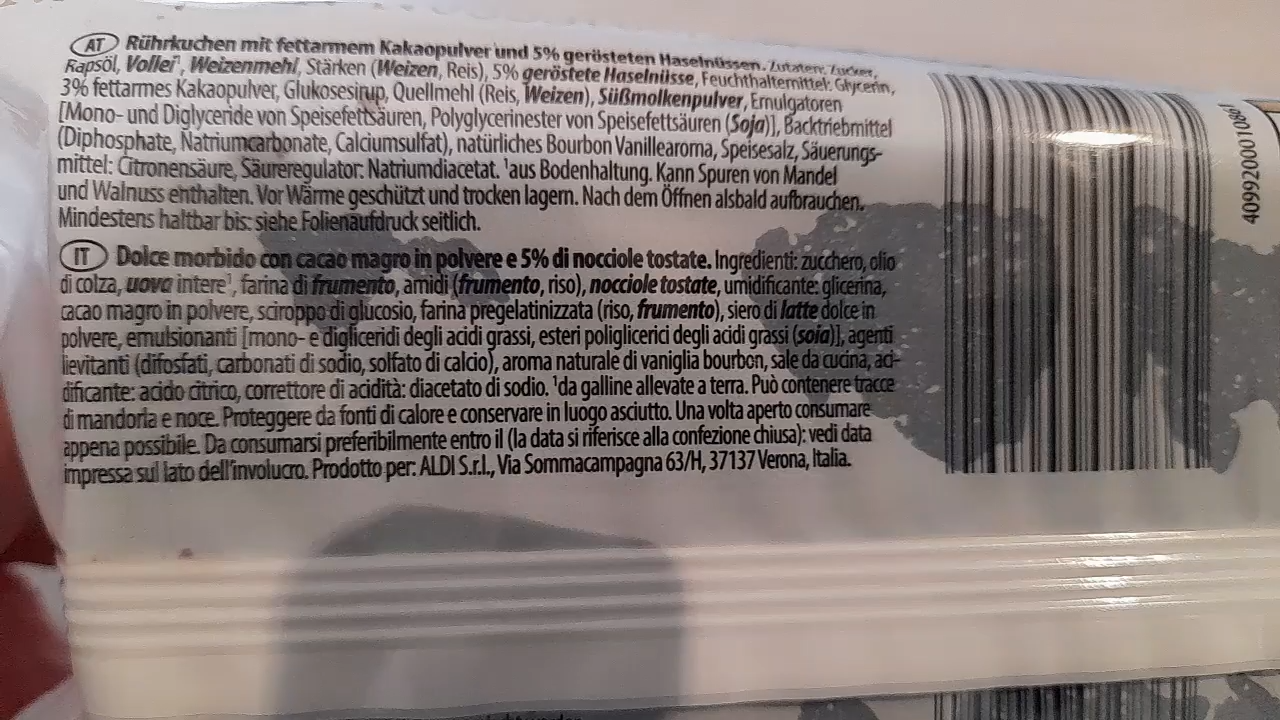 AT Rührkuchen mit fettarmem Kakaopulver und 5% gerösteten Haselnüssen. Zutaten: Zucker,
Rapsöl, Vollei¹, Weizenmehl, Stärken (Weizen, Reis), 5% geröstete Haselnüsse, Feuchthaltemittel: Glycerin,
3% fettarmes Kakaopulver, Glukosesirup, Quellmehl (Reis, Weizen), Süßmolkenpulver, Emulgatoren
[Mono- und Diglyceride von Speisefettsäuren, Polyglycerinester von Speisefettsäuren (Soja)], Backtriebmittel
(Diphosphate, Natriumcarbonate, Calciumsulfat), natürliches Bourbon Vanillearoma, Speisesalz, Säuerungs-
mittel: Citronensäure, Säureregulator: Natriumdiacetat. ¹aus Bodenhaltung. Kann Spuren von Mandel
und Walnuss enthalten. Vor Wärme geschützt und trocken lagern. Nach dem Öffnen alsbald aufbrauchen.
Mindestens haltbar bis: siehe Folienaufdruck seitlich.
IT Dolce morbido con cacao magro in polvere e 5% di nocciole tostate. Ingredienti: zucchero, olio
di colza, uova intere¹, farina di frumento, amidi (frumento, riso), nocciole tostate, umidificante: glicerina,
cacao magro in polvere, sciroppo di glucosio, farina pregelatinizzata (riso, frumento), siero di latte dolce in
polvere, emulsionanti [mono- e digliceridi degli acidi grassi, esteri poliglicerici degli acidi grassi (soia)], agenti
lievitanti (difosfati, carbonati di sodio, solfato di calcio), aroma naturale di vaniglia bourbon, sale da cucina, aci-
dificante: acido citrico, correttore di acidità: diacetato di sodio. ¹da galline allevate a terra. Può contenere tracce
di mandorla e noce. Proteggere da fonti di calore e conservare in luogo asciutto. Una volta aperto consumare
appena possibile. Da consumarsi preferibilmente entro il (la data si riferisce alla confezione chiusa): vedi data
impressa sul lato dell'involucro. Prodotto per: ALDI S.r.l., Via Sommacampagna 63/H, 37137 Verona, Italia.